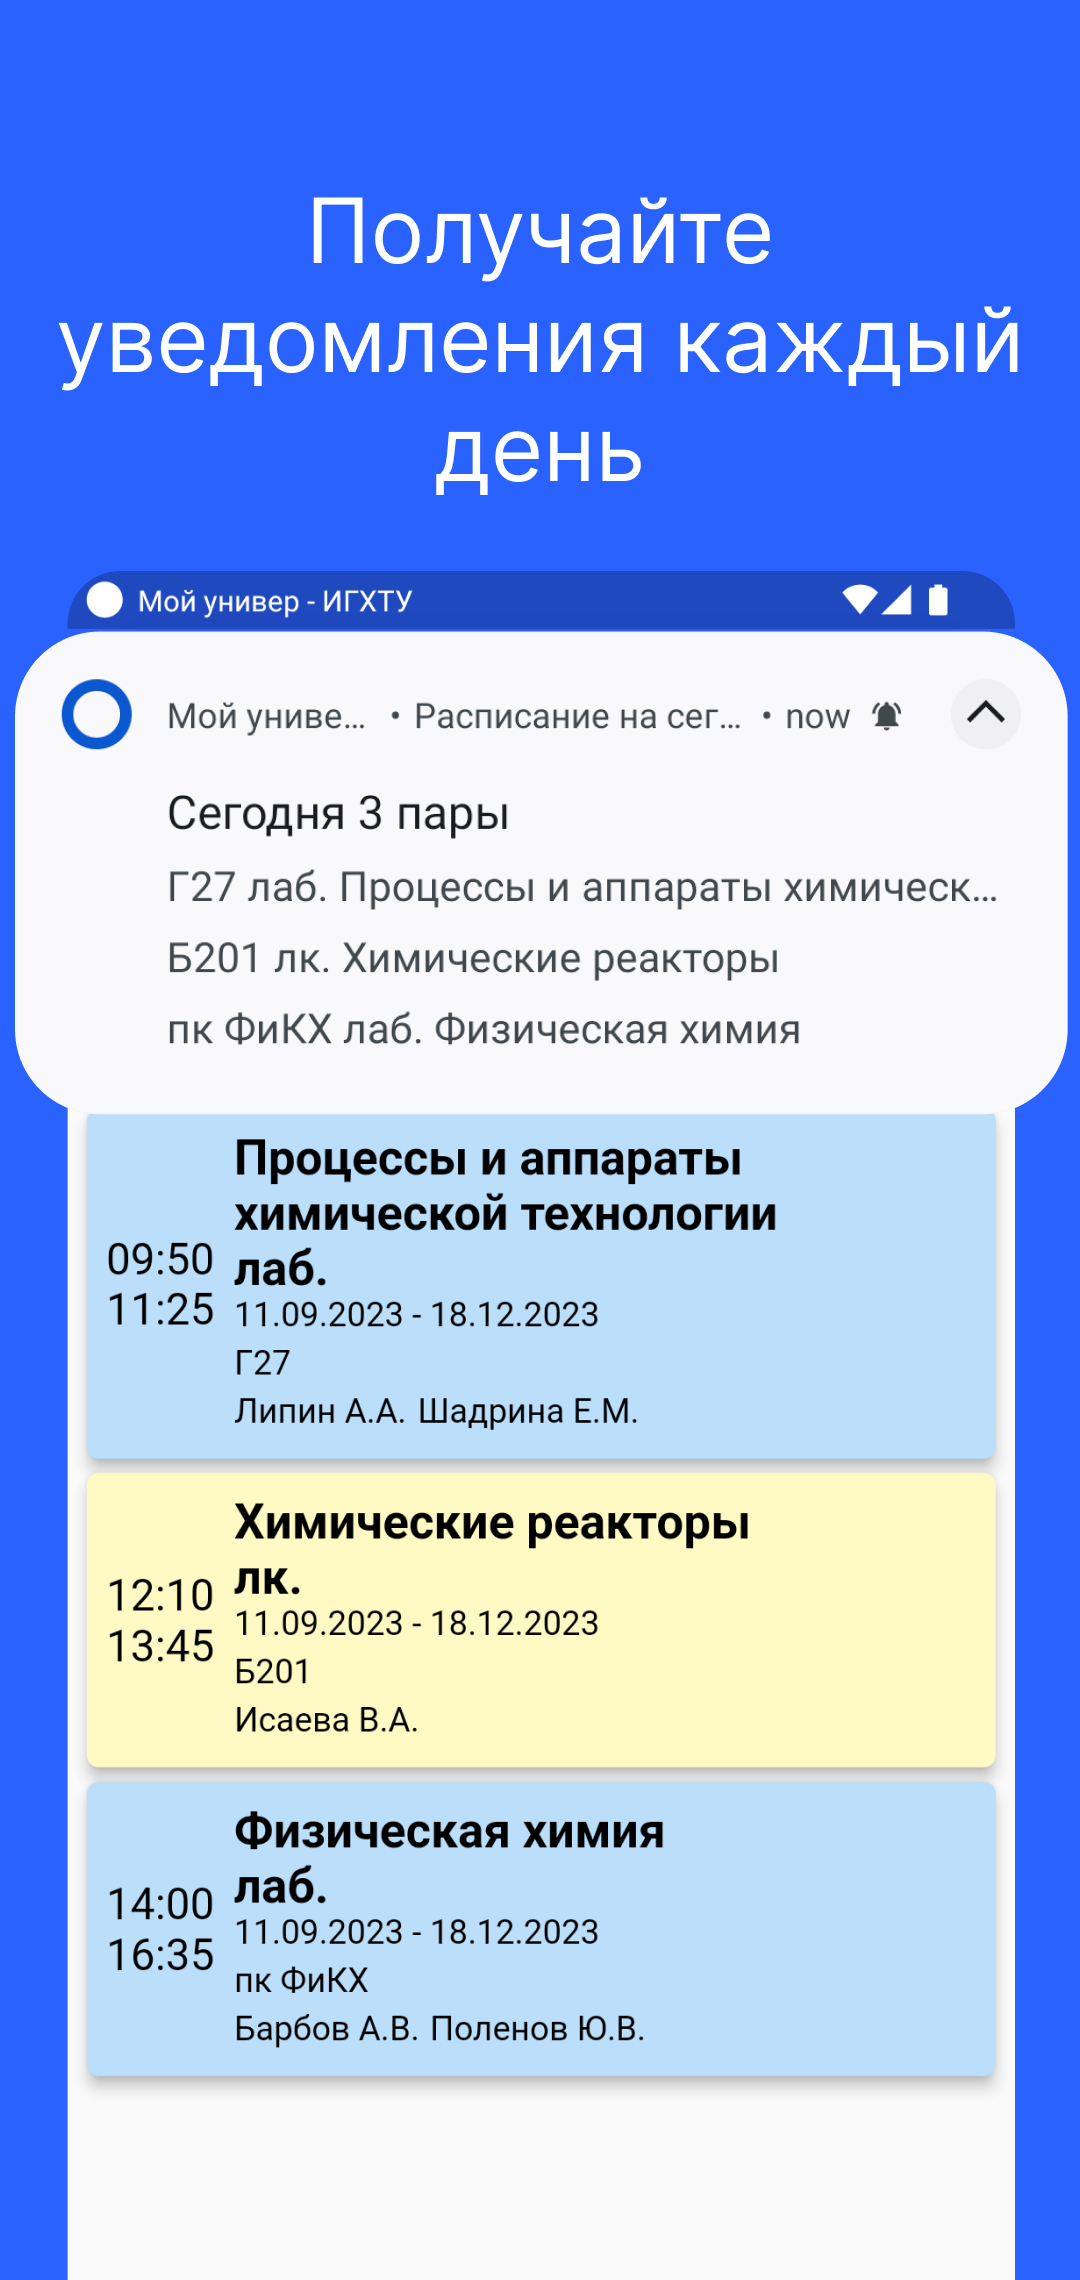 Получайте
уведомления каждый
день
Мой универ - ИГХТУ
Мой униве... • Расписание на сег... • now
Сегодня 3 пары
Г27 лаб. Процессы и аппараты химическ...
Б201 лк. Химические реакторы
пк ФиКХ лаб. Физическая химия
Процессы и аппараты
химической технологии
лаб.
09:50
11:25
11.09.2023 - 18.12.2023
Г27
Липин А.А. Шадрина Е.М.
Химические реакторы
лк.
12:10
13:45
11.09.2023 - 18.12.2023
Б201
Исаева В.А.
Физическая химия
лаб.
14:00
16:35
11.09.2023 - 18.12.2023
пк ФиКХ
Барбов А.В. Поленов Ю.В.